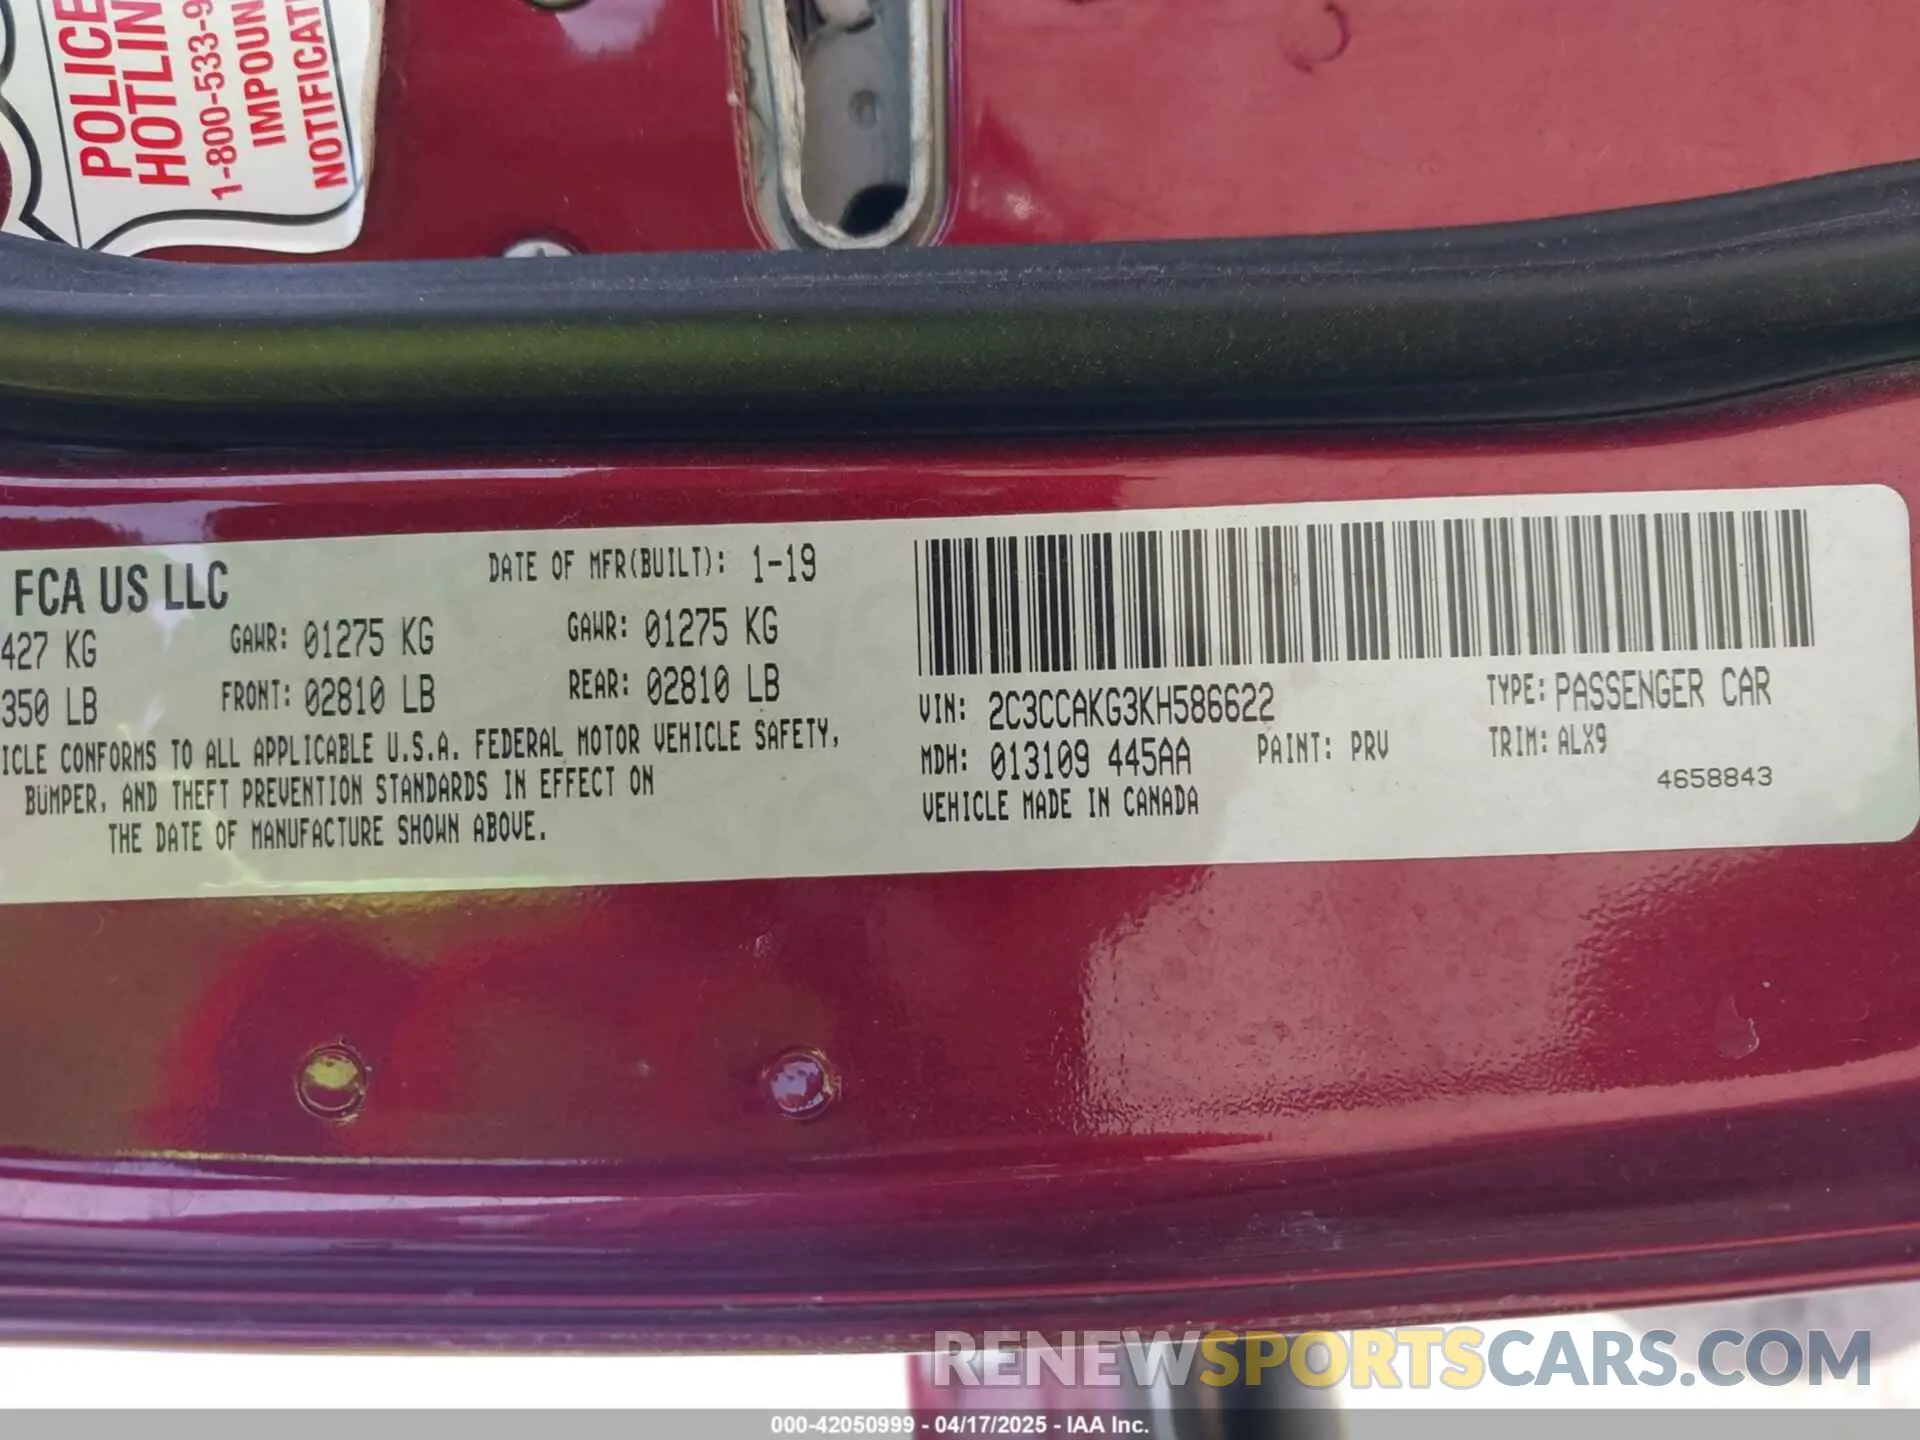 POLICE
HOTLIN
1-800-533-9
IMPOUN
NOTIFICAT
FCA US LLC
DATE OF MFR(BUILT): 1-19
427 KG
GAWR: 01275 KG
GAWR: 01275 KG
350 LB
FRONT: 02810 LB
REAR: 02810 LB
ICLE CONFORMS TO ALL APPLICABLE U.S.A. FEDERAL MOTOR VEHICLE SAFETY,
BUMPER, AND THEFT PREVENTION STANDARDS IN EFFECT ON
THE DATE OF MANUFACTURE SHOWN ABOVE.
VIN: 2C3CCAKG3KH586622
TYPE: PASSENGER CAR
MDH: 013109 445AA
PAINT: PRV
TRIM: ALX9
VEHICLE MADE IN CANADA
4658843
RENEWSPORTSCARS.COM
000-42050999 - 04/17/2025 - IAA Inc.